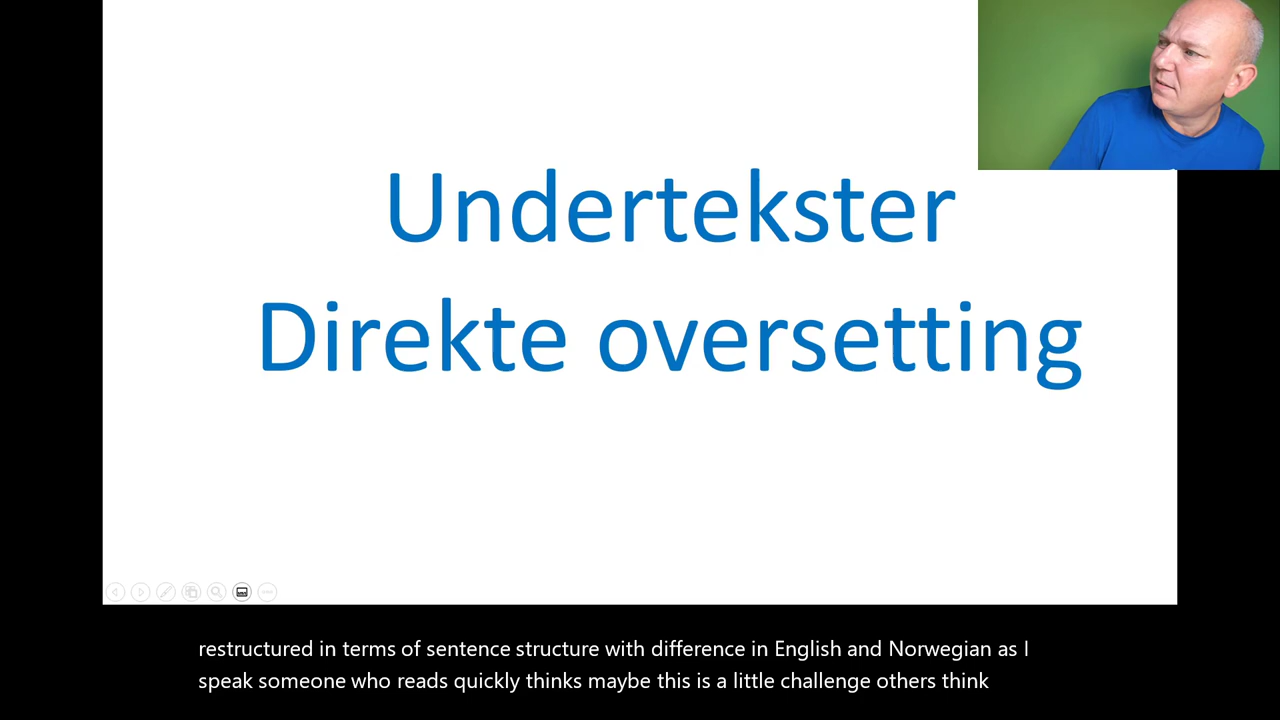 Undertekster
Direkte oversetting
restructured in terms of sentence structure with difference in English and Norwegian as I
speak someone who reads quickly thinks maybe this is a little challenge others think